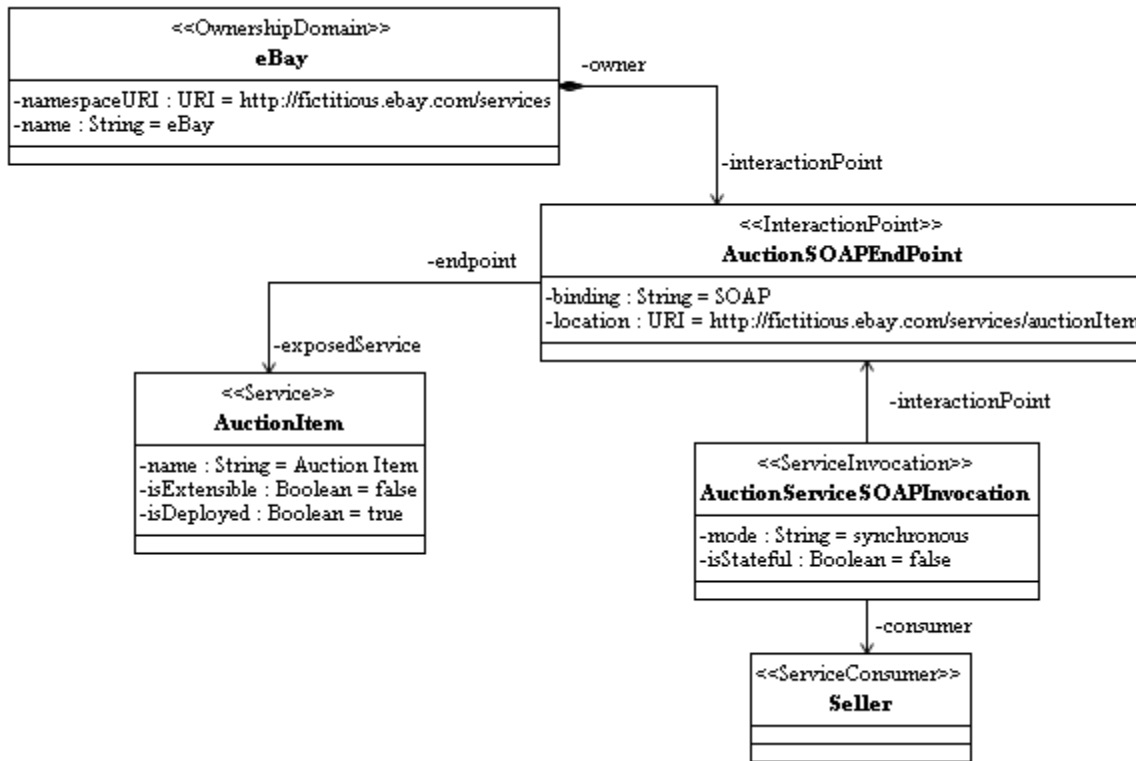 <<OwnershipDomain>>
eBay
-namespaceURI : URI = http://fictitious.ebay.com/services
-name : String = eBay
-owner
-interactionPoint
<<InteractionPoint>>
AuctionSOAPEndPoint
-binding : String = SOAP
-location : URI = http://fictitious.ebay.com/services/auctionItem
-endpoint
-exposedService
<<Service>>
AuctionItem
-name : String = Auction Item
-isExtensible : Boolean = false
-isDeployed : Boolean = true
-interactionPoint
<<ServiceInvocation>>
AuctionServiceSOAPInvocation
-mode : String = synchronous
-isStateful : Boolean = false
-consumer
<<ServiceConsumer>>
Seller